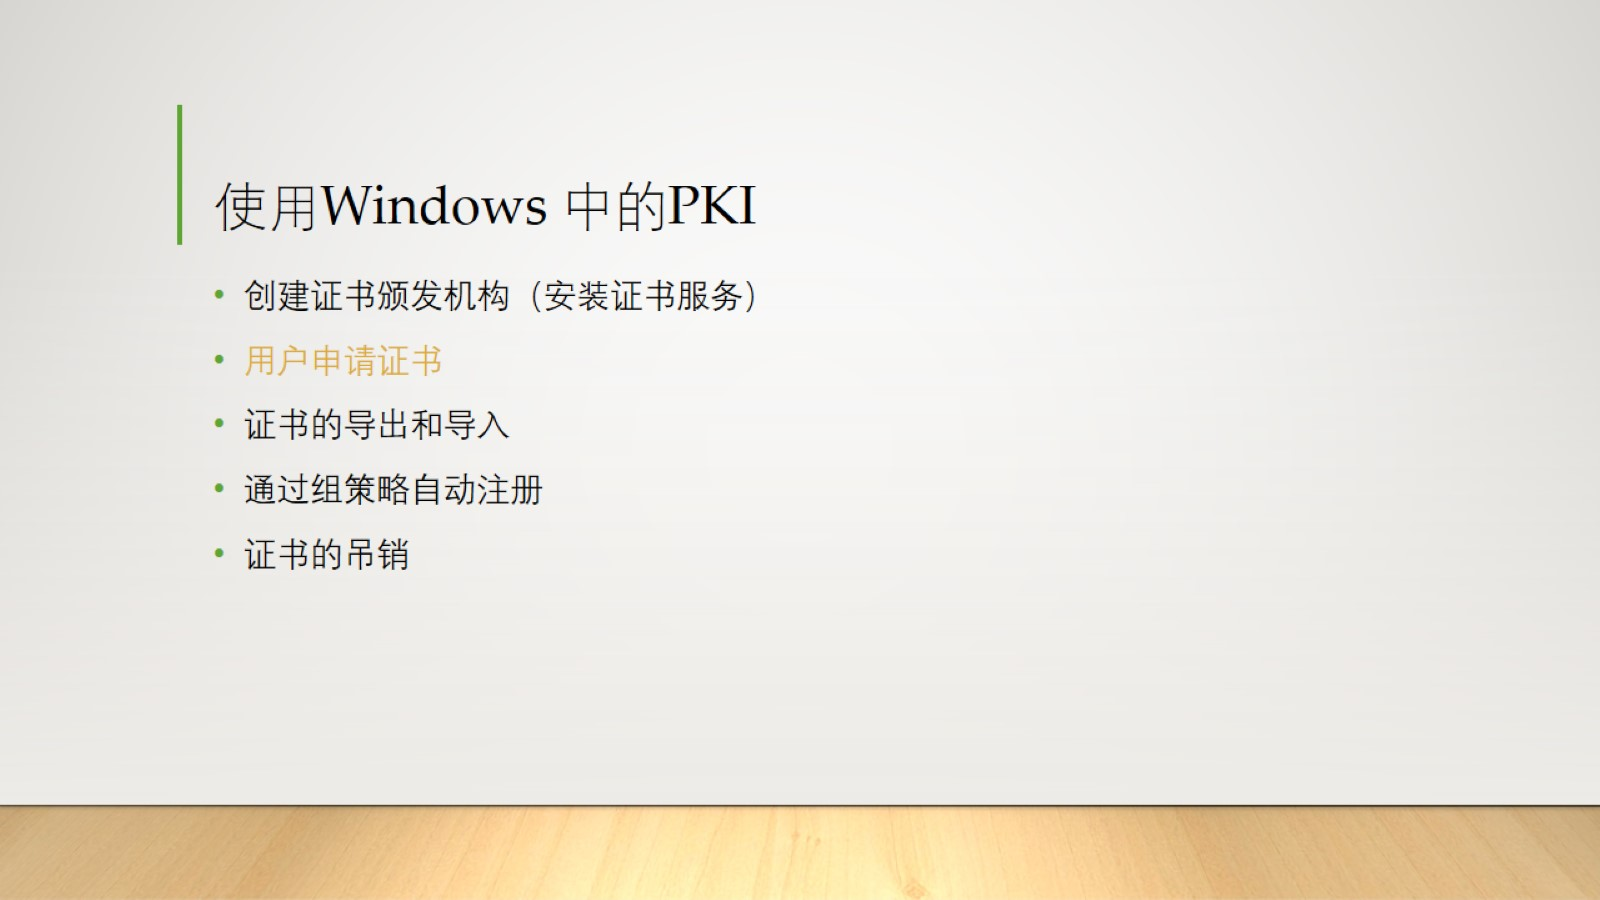 使用Windows 中的PKI
• 创建证书颁发机构（安装证书服务）
• 用户申请证书
• 证书的导出和导入
• 通过组策略自动注册
• 证书的吊销